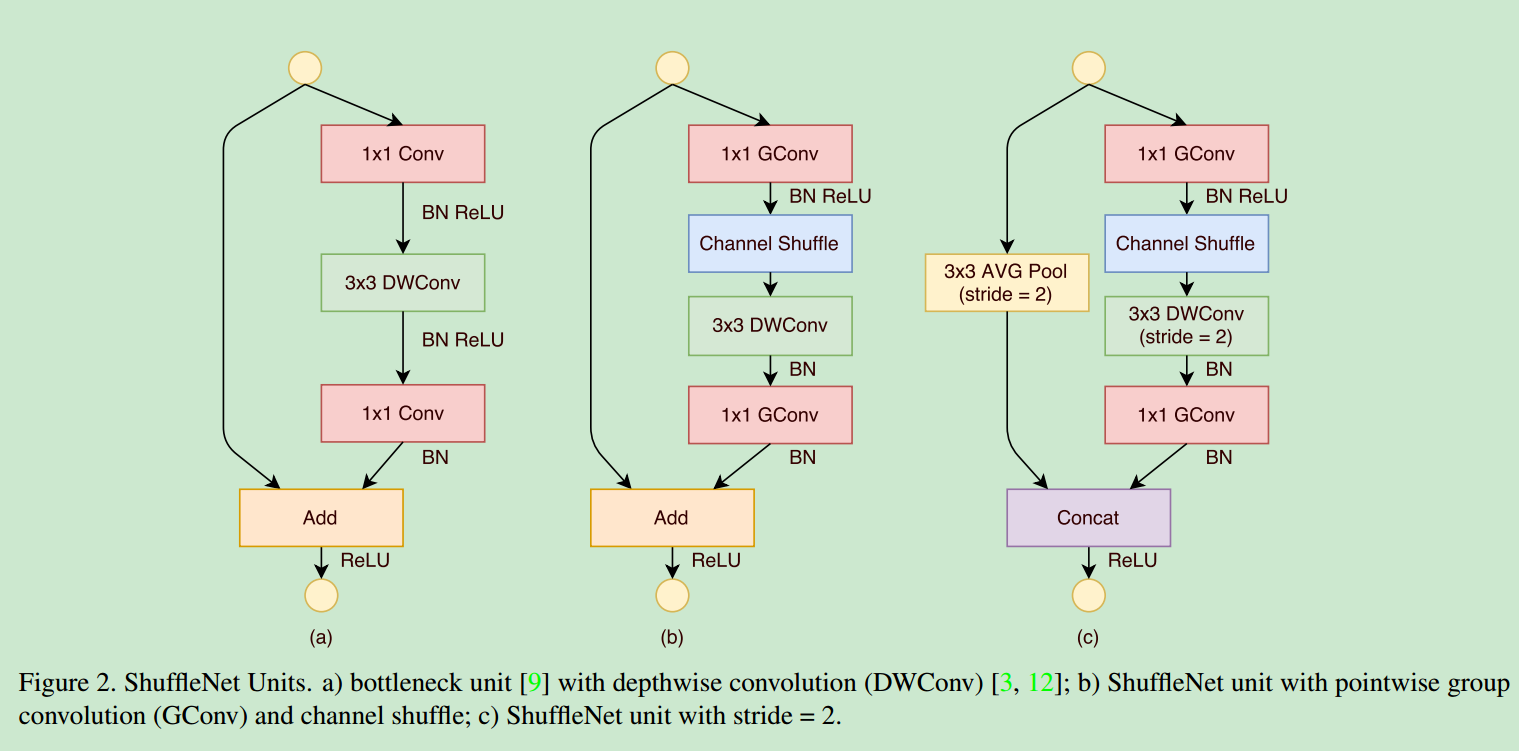 1x1 Conv
BN ReLU
3x3 DWConv
BN ReLU
1x1 Conv
BN
Add
ReLU
(a)
1x1 GConv
BN ReLU
Channel Shuffle
3x3 DWConv
BN
1x1 GConv
BN
Add
ReLU
(b)
3x3 AVG Pool
(stride = 2)
1x1 GConv
BN ReLU
Channel Shuffle
3x3 DWConv
(stride = 2)
BN
1x1 GConv
BN
Concat
ReLU
(c)
Figure 2. ShuffleNet Units. a) bottleneck unit [9] with depthwise convolution (DWConv) [3, 12]; b) ShuffleNet unit with pointwise group
convolution (GConv) and channel shuffle; c) ShuffleNet unit with stride = 2.